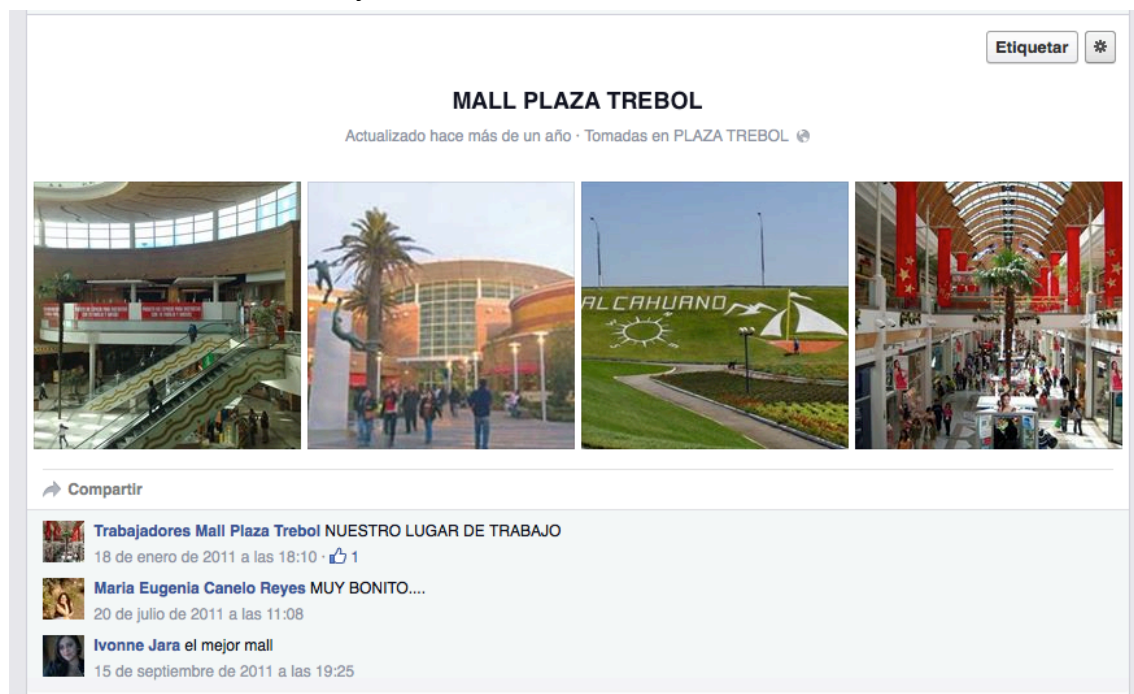 Etiquetar
MALL PLAZA TREBOL
Actualizado hace más de un año · Tomadas en PLAZA TREBOL
ALCAHUANO
Compartir
Trabajadores Mall Plaza Trebol NUESTRO LUGAR DE TRABAJO
18 de enero de 2011 a las 18:10 · 1
Maria Eugenia Canelo Reyes MUY BONITO....
20 de julio de 2011 a las 11:08
Ivonne Jara el mejor mall
15 de septiembre de 2011 a las 19:25